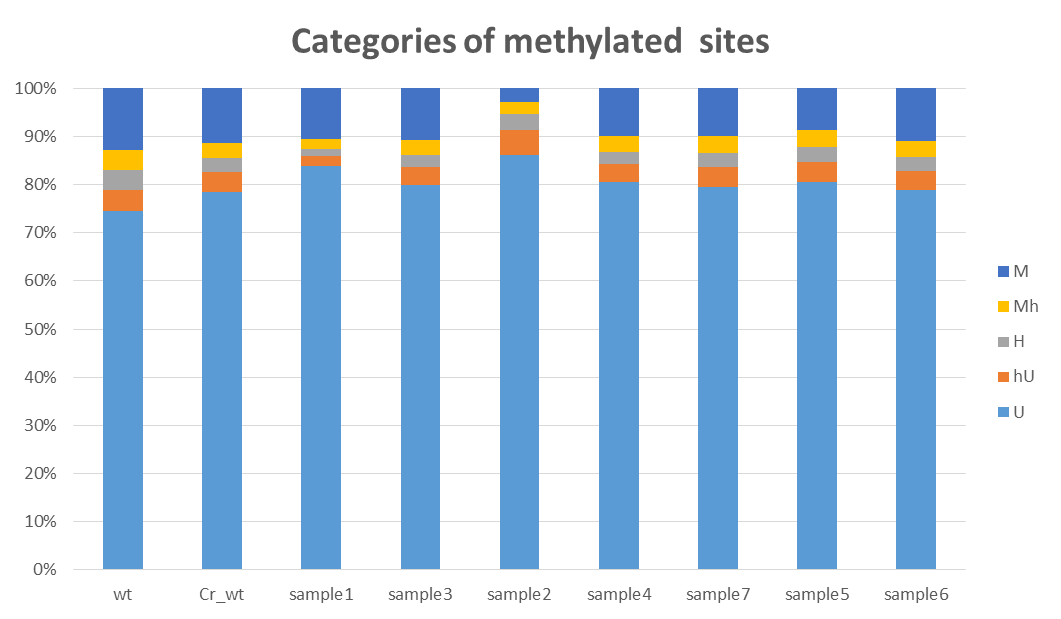 Categories of methylated  sites
100%
90%
80%
70%
60%
50%
40%
30%
20%
10%
0%
wt Cr_wt sample1 sample3 sample2 sample4 sample7 sample5 sample6
M
Mh
H
hU
U